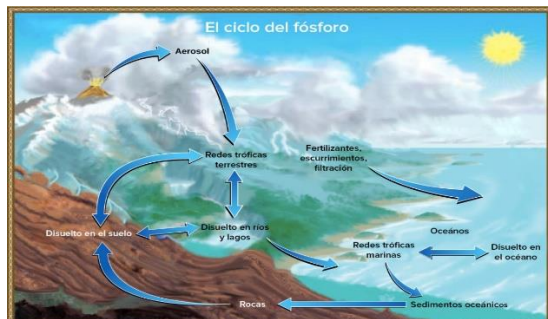 El ciclo del fósforo
Aerosol
Redes tróficas
terrestres
Fertilizantes,
escurrimientos,
filtración
Disuelto en el suelo
Disuelto en ríos
y lagos
Océanos
Redes tróficas
marinas
Disuelto en
el océano
Rocas
Sedimentos oceánicos